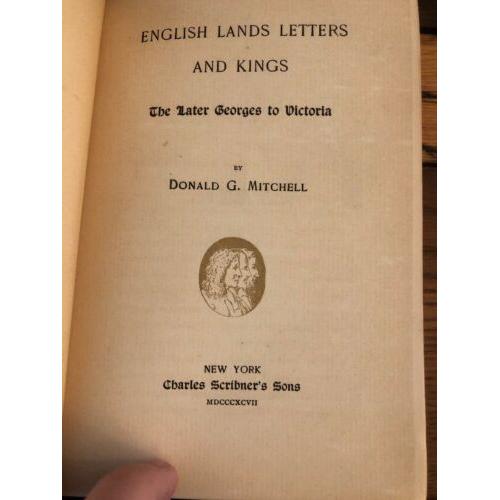 ENGLISH LANDS LETTERS
AND KINGS
The Later Georges to Victoria
BY
DONALD G. MITCHELL
NEW YORK
Charles Scribner's Sons
MDCCCXCVII